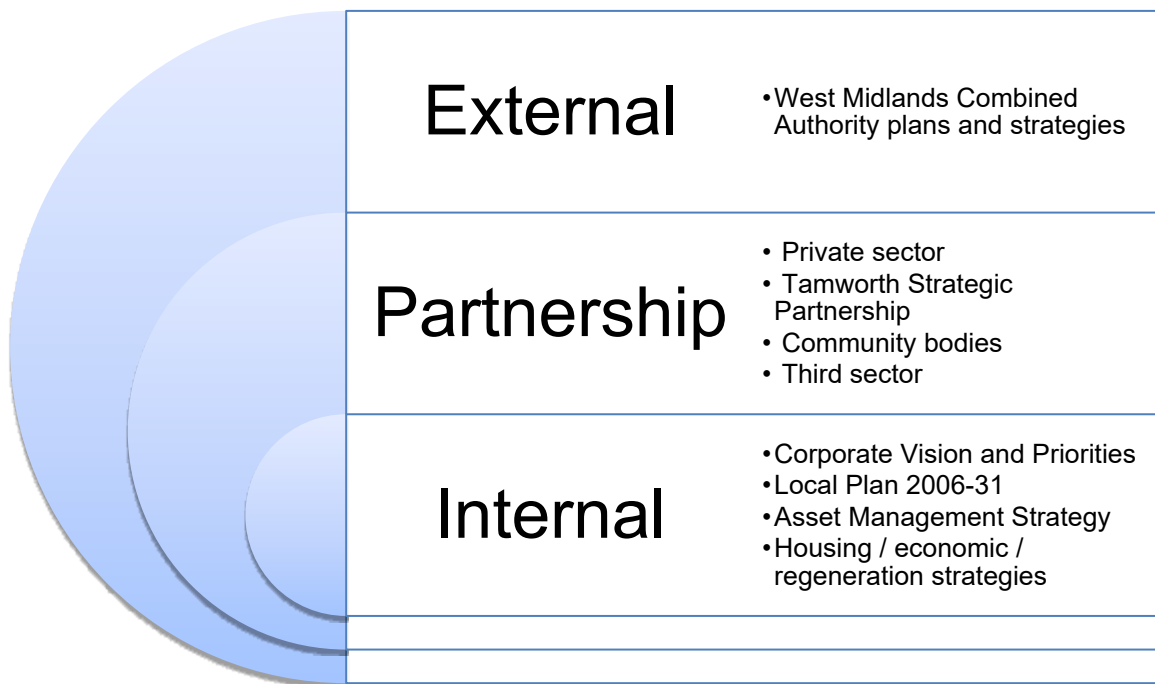 External
•West Midlands Combined
Authority plans and strategies
Partnership
• Private sector
• Tamworth Strategic
Partnership
• Community bodies
• Third sector
Internal
•Corporate Vision and Priorities
•Local Plan 2006-31
•Asset Management Strategy
•Housing / economic /
regeneration strategies